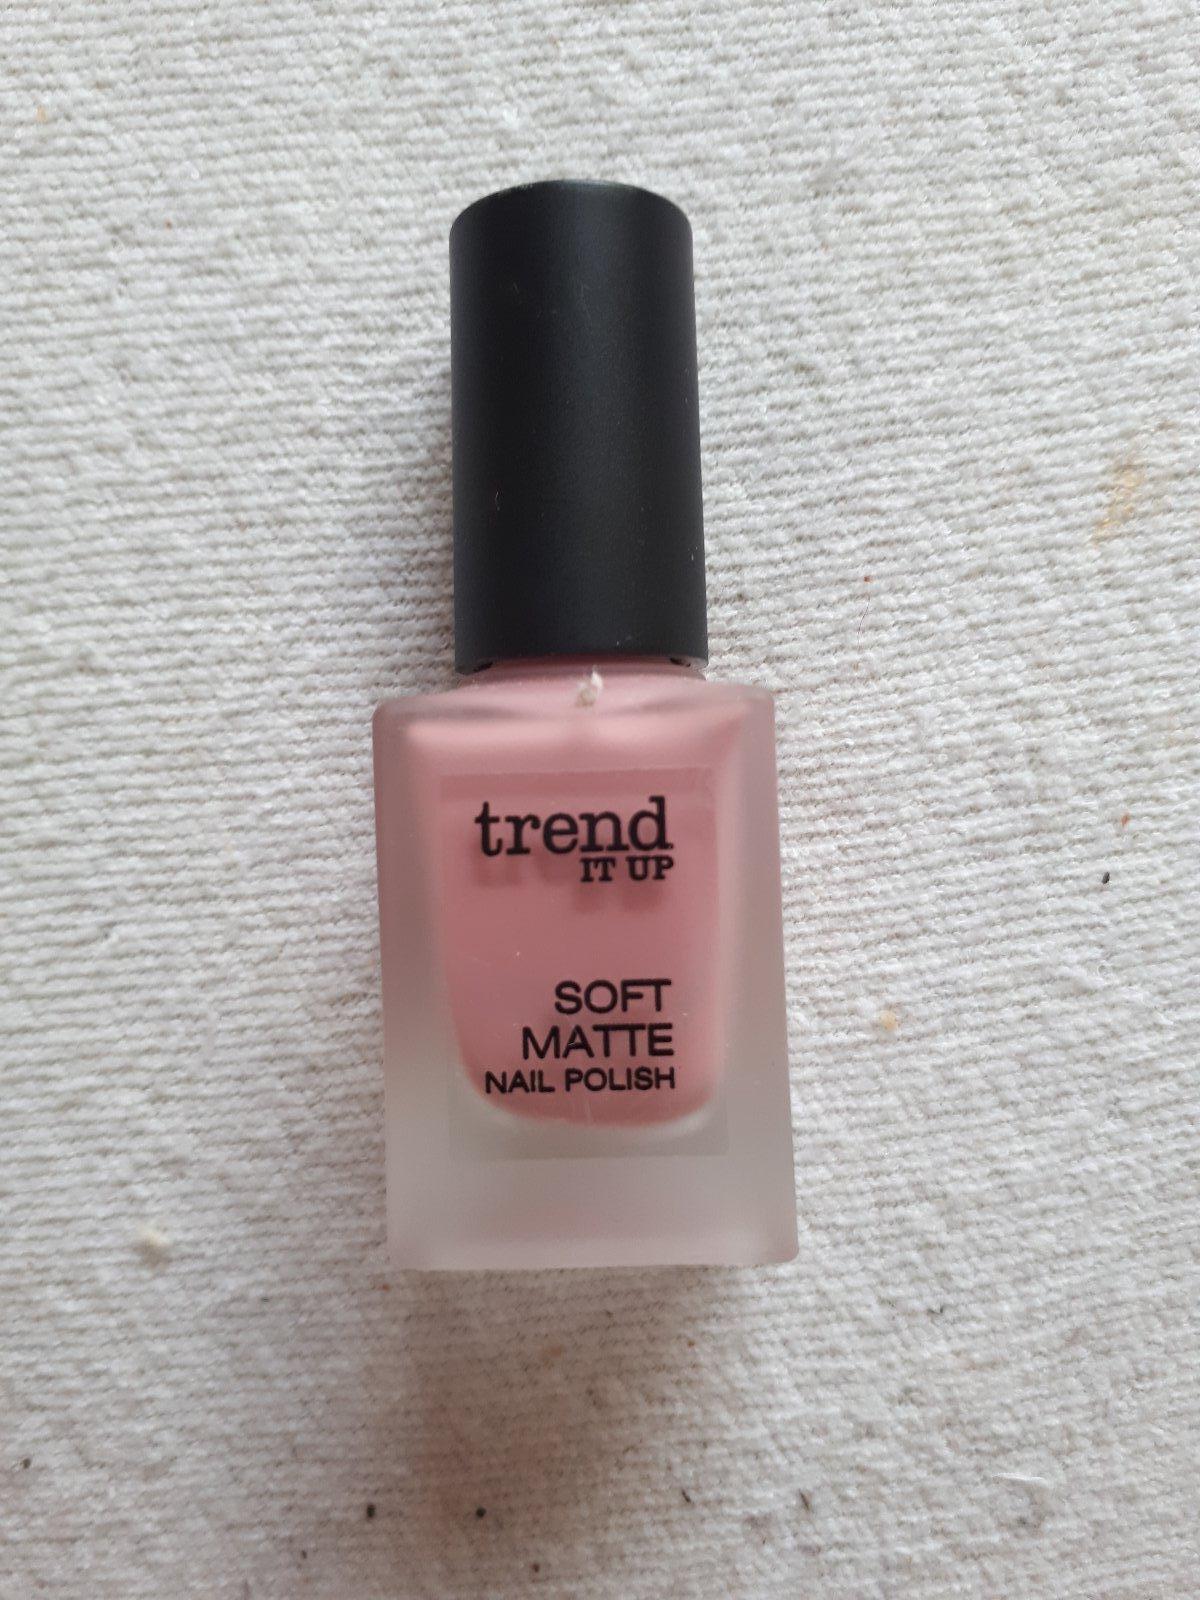 trend
IT UP
SOFT
MATTE
NAIL POLISH